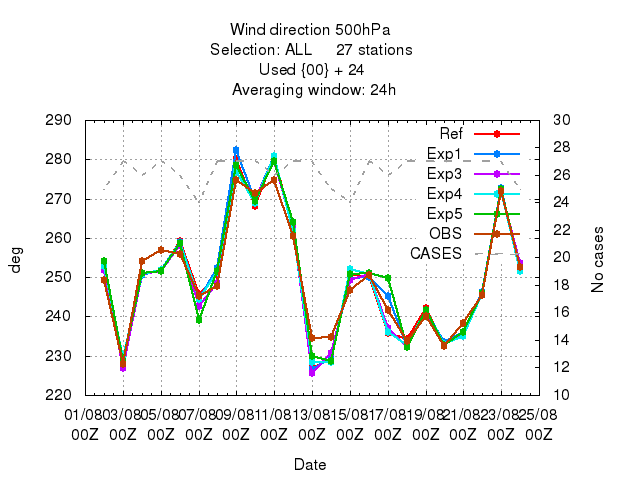 Wind direction 500hPa
Selection: ALL 27 stations
Used {00} + 24
Averaging window: 24h
290
280
270
260
250
240
230
220
deg
30
28
26
24
22
20
18
16
14
12
10
No cases
Ref
Exp1
Exp3
Exp4
Exp5
OBS
CASES
01/08 03/08 05/08 07/08 09/08 11/08 13/08 15/08 17/08 19/08 21/08 23/08 25/08
00Z 00Z 00Z 00Z 00Z 00Z 00Z 00Z 00Z 00Z 00Z 00Z 00Z
Date